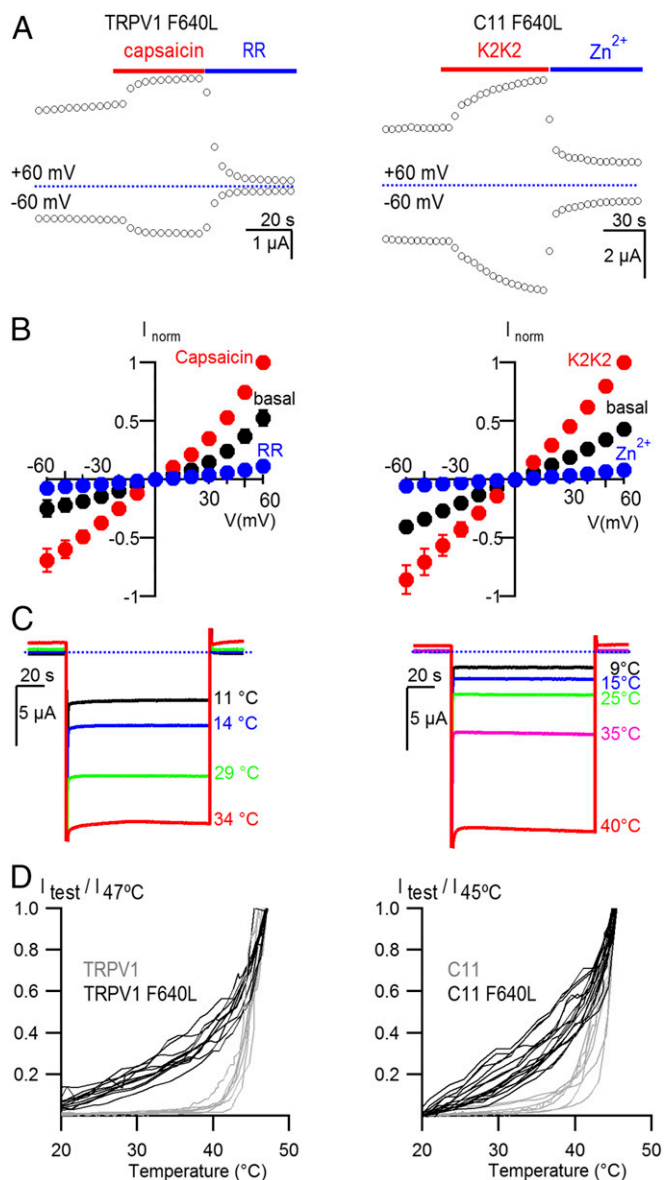 A
TRPV1 F640L
C11 F640L
capsaicin RR
K2K2 Zn2+
+60 mV
-60 mV
20 s
1 µA
+60 mV
-60 mV
30 s
2 µA
B
I norm
Capsaicin
basal
RR
1
0.5
-0.5
-1
-60 -30 30 60
V(mV)
I norm
K2K2
basal
Zn2+
1
0.5
-0.5
-1
-60 -30 30 60
V(mV)
C
20 s
5 µA
11 °C
14 °C
29 °C
34 °C
20 s
5 µA
9°C
15°C
25°C
35°C
40°C
D
I test / I 47ºC
1.0
0.8
0.6
0.4
0.2
TRPV1
TRPV1 F640L
20 30 40 50
Temperature (°C)
I test / I 45ºC
1.0
0.8
0.6
0.4
0.2
C11
C11 F640L
20 30 40 50
Temperature (°C)